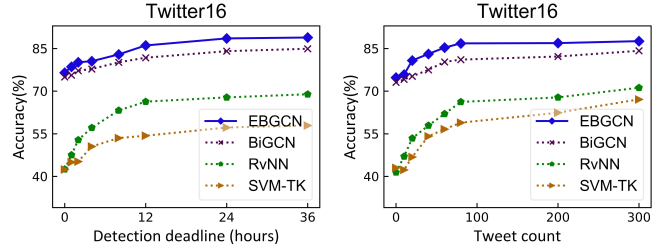 Twitter16
Accuracy(%)
85
70
55
40
0 6 12 18 24 30 36
Detection deadline (hours)
EBGCN
BiGCN
RvNN
SVM-TK
Twitter16
Accuracy(%)
85
70
55
40
0 100 200 300
Tweet count
EBGCN
BiGCN
RvNN
SVM-TK